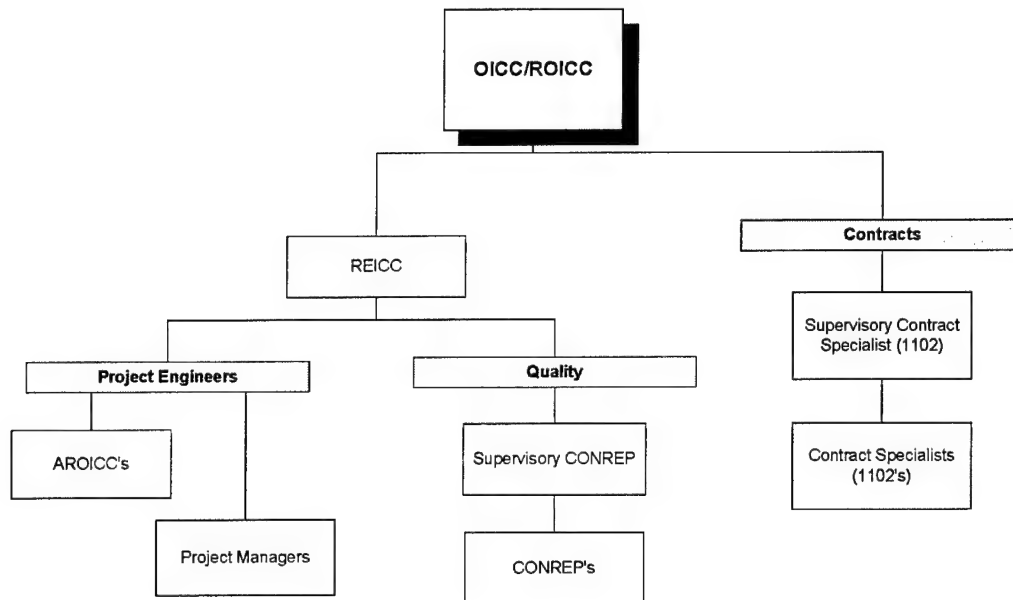 OICC/ROICC
REICC
Contracts
Supervisory Contract
Specialist (1102)
Project Engineers
Quality
AROICC's
Supervisory CONREP
Contract Specialists
(1102's)
Project Managers
CONREP's